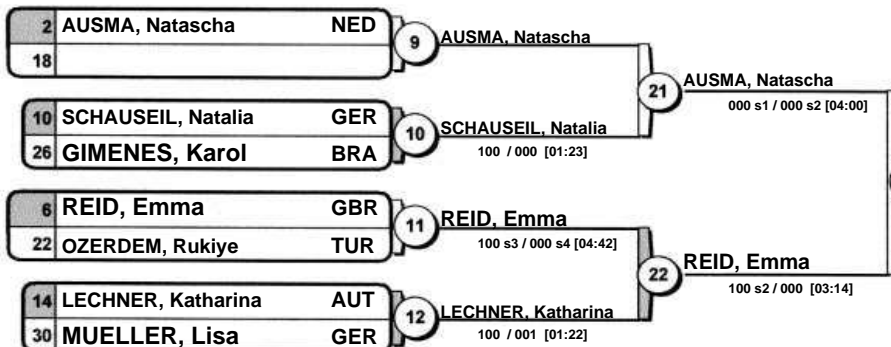 2 AUSMA, Natascha NED
18
9
AUSMA, Natascha
10 SCHAUSEIL, Natalia GER
26 GIMENES, Karol BRA
10
SCHAUSEIL, Natalia
100 / 000 [01:23]
21
AUSMA, Natascha
000 s1 / 000 s2 [04:00]
6 REID, Emma GBR
22 OZERDEM, Rukiye TUR
11
REID, Emma
100 s3 / 000 s4 [04:42]
14 LECHNER, Katharina AUT
30 MUELLER, Lisa GER
12
LECHNER, Katharina
100 / 001 [01:22]
22
REID, Emma
100 s2 / 000 [03:14]